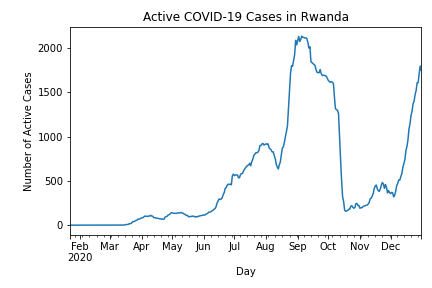 Active COVID-19 Cases in Rwanda
Number of Active Cases
2000
1500
1000
500
0
Feb Mar Apr May Jun Jul Aug Sep Oct Nov Dec
2020
Day